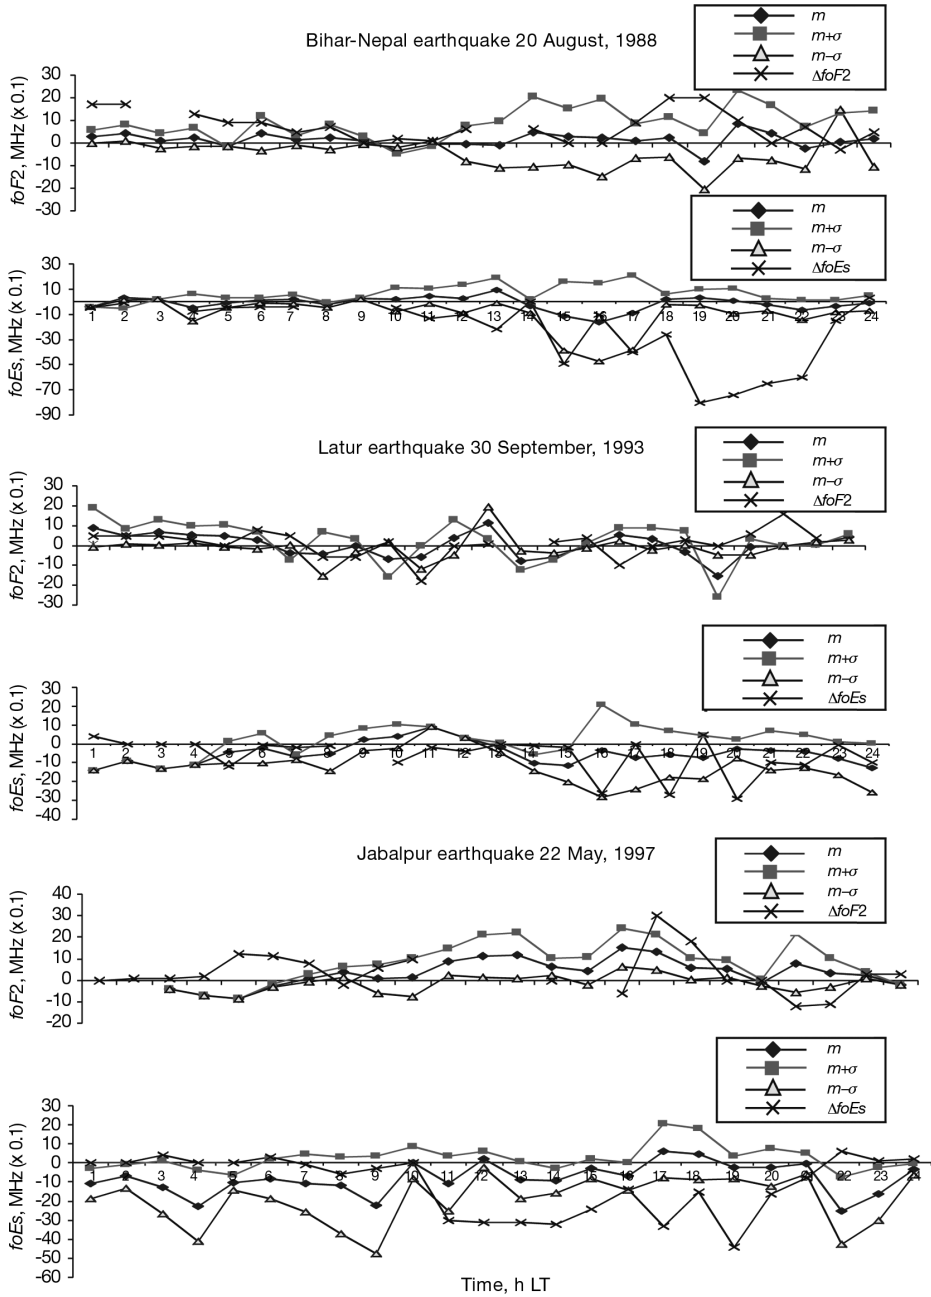 Bihar-Nepal earthquake 20 August, 1988
m
m+σ
m–σ
ΔfoF2
foF2, MHz (x 0.1)
30
20
10
0
-10
-20
-30
m
m+σ
m–σ
ΔfoEs
foEs, MHz (x 0.1)
30
10
-10
-30
-50
-70
-90
1 2 3 4 5 6 7 8 9 10 11 12 13 14 15 16 17 18 19 20 21 22 23 24
Latur earthquake 30 September, 1993
m
m+σ
m–σ
ΔfoF2
foF2, MHz (x 0.1)
30
20
10
0
-10
-20
-30
m
m+σ
m–σ
ΔfoEs
foEs, MHz (x 0.1)
30
20
10
0
-10
-20
-30
-40
1 2 3 4 5 6 7 8 9 10 11 12 13 14 15 16 17 18 19 20 21 22 23 24
Jabalpur earthquake 22 May, 1997
m
m+σ
m–σ
ΔfoF2
foF2, MHz (x 0.1)
40
30
20
10
0
-10
-20
m
m+σ
m–σ
ΔfoEs
foEs, MHz (x 0.1)
30
20
10
0
-10
-20
-30
-40
-50
-60
1 2 3 4 5 6 7 8 9 10 11 12 13 14 15 16 17 18 19 20 21 22 23 24
Time, h LT